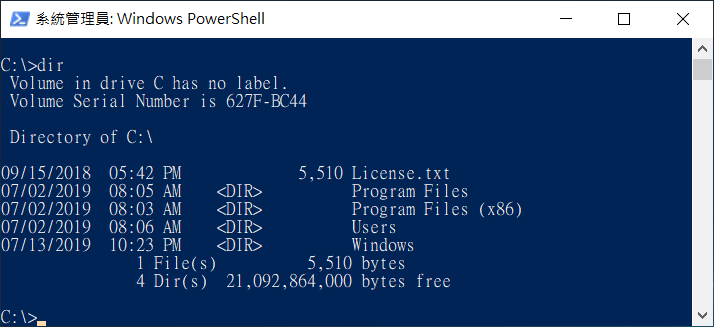 系統管理員: Windows PowerShell
C:\>dir
 Volume in drive C has no label.
 Volume Serial Number is 627F-BC44
 Directory of C:\
09/15/2018  05:42 PM             5,510 License.txt
07/02/2019  08:05 AM    <DIR>          Program Files
07/02/2019  08:03 AM    <DIR>          Program Files (x86)
07/02/2019  08:06 AM    <DIR>          Users
07/13/2019  10:23 PM    <DIR>          Windows
               1 File(s)          5,510 bytes
               4 Dir(s)  21,092,864,000 bytes free
C:\>